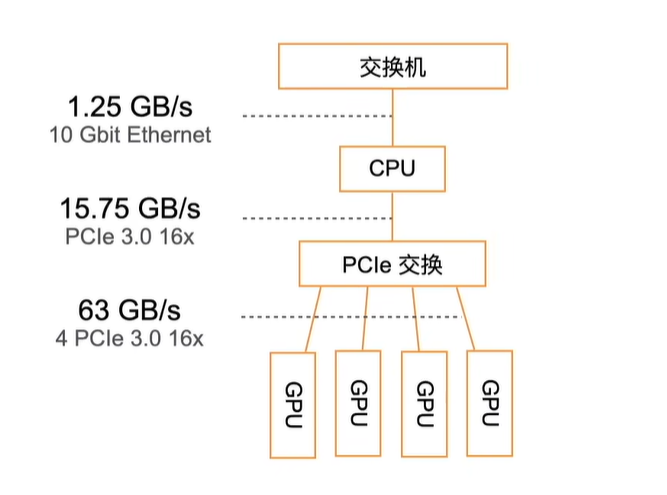 交换机
1.25 GB/s
10 Gbit Ethernet
CPU
15.75 GB/s
PCIe 3.0 16x
PCIe 交换
63 GB/s
4 PCIe 3.0 16x
GPU
GPU
GPU
GPU